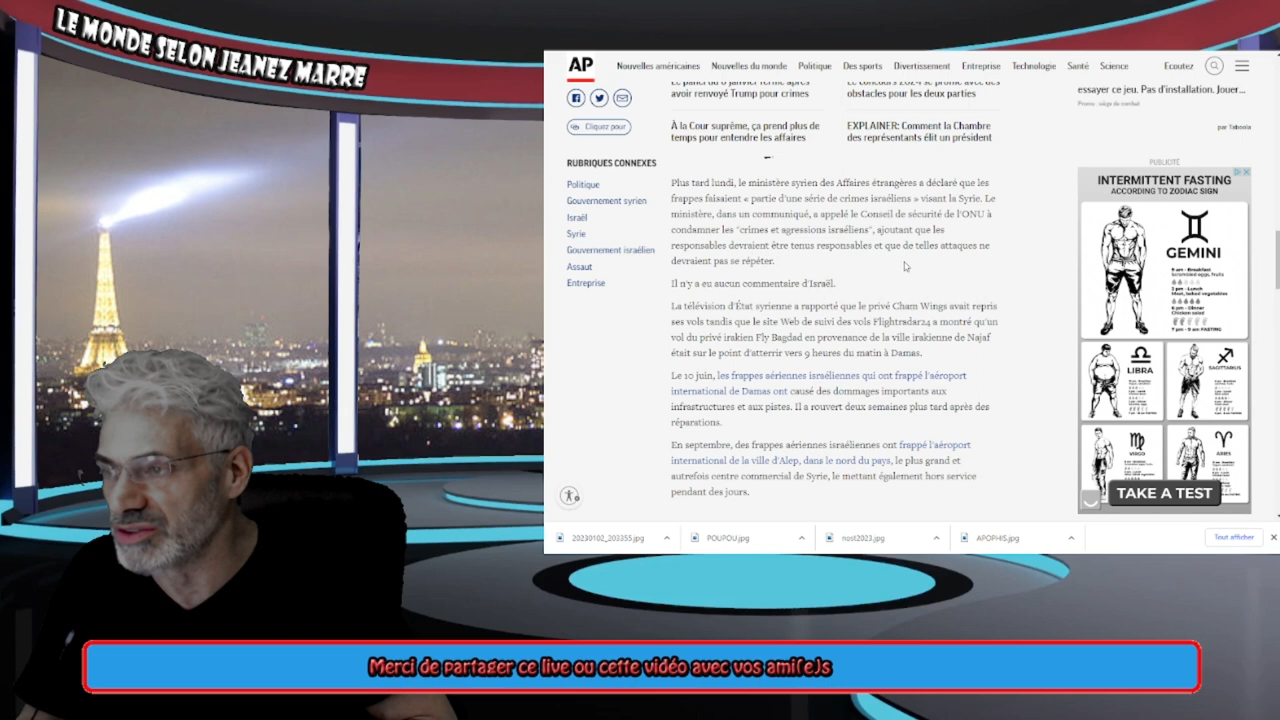 LE MONDE SELON JEANEZ MARRE
AP
Nouvelles américaines Nouvelles du monde Politique Des sports Divertissement Entreprise Technologie Santé Science Ecoutez
avoir renvoyé Trump pour crimes
obstacles pour les deux parties
À la Cour suprême, ça prend plus de
temps pour entendre les affaires
EXPLAINER: Comment la Chambre
des représentants élit un président
Cliquez pour
RUBRIQUES CONNEXES
Politique
Gouvernement syrien
Israël
Syrie
Gouvernement israélien
Assaut
Entreprise
Plus tard lundi, le ministère syrien des Affaires étrangères a déclaré que les
frappes faisaient « partie d'une série de crimes israéliens » visant la Syrie. Le
ministère, dans un communiqué, a appelé le Conseil de sécurité de l'ONU à
condamner les "crimes et agressions israéliens", ajoutant que les
responsables devraient être tenus responsables et que de telles attaques ne
devraient pas se répéter.
Il n'y a eu aucun commentaire d'Israël.
La télévision d'État syrienne a rapporté que le privé Cham Wings avait repris
ses vols tandis que le site Web de suivi des vols Flightradar24 a montré qu'un
vol du privé irakien Fly Bagdad en provenance de la ville irakienne de Najaf
était sur le point d'atterrir vers 9 heures du matin à Damas.
Le 10 juin, les frappes aériennes israéliennes qui ont frappé l'aéroport
international de Damas ont causé des dommages importants aux
infrastructures et aux pistes. Il a rouvert deux semaines plus tard après des
réparations.
En septembre, des frappes aériennes israéliennes ont frappé l'aéroport
international de la ville d'Alep, dans le nord du pays, le plus grand et
autrefois centre commercial de Syrie, le mettant également hors service
pendant des jours.
essayer ce jeu. Pas d'installation. Jouer...
par Taboola
PUBLICITÉ
INTERMITTENT FASTING
ACCORDING TO ZODIAC SIGN
GEMINI
9 am - Breakfast
Scrambled eggs, fruits
LIBRA
SAGITTARIUS
VIRGO
ARIES
TAKE A TEST
20230102_203355.jpg POUPOU.jpg nost2023.jpg APOPHIS.jpg Tout afficher
Merci de partager ce live ou cette vidéo avec vos ami(e)s